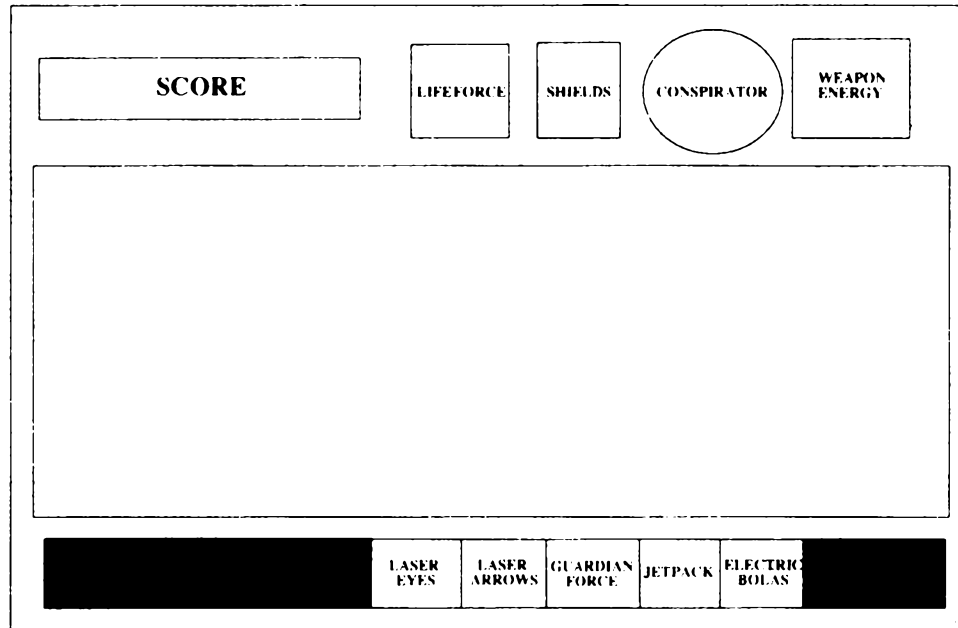 SCORE
LIFEFORCE
SHIELDS
CONSPIRATOR
WEAPON
ENERGY
LASER
EYES
LASER
ARROWS
GUARDIAN
FORCE
JETPACK
ELECTRIC
BOLAS